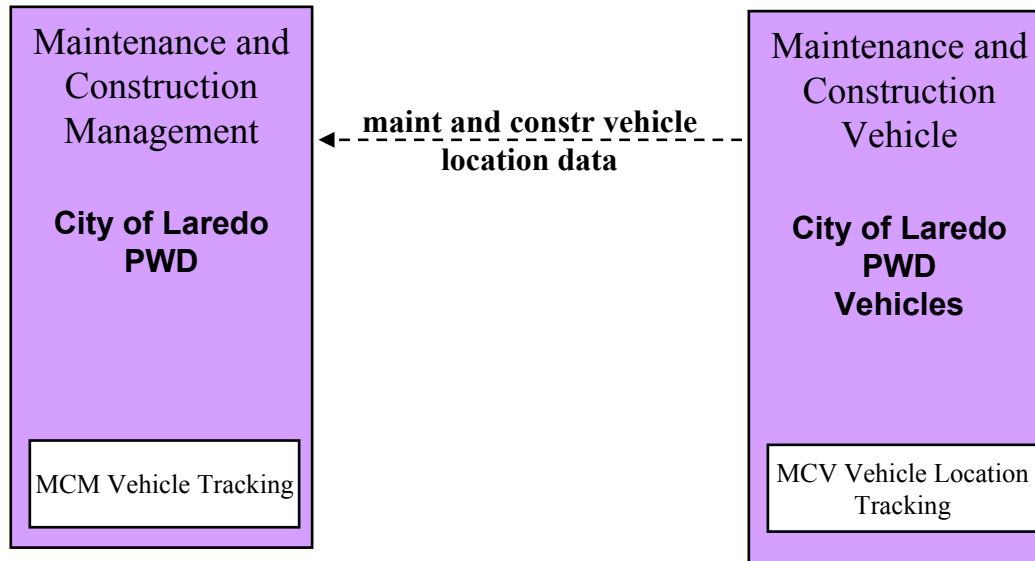 Maintenance and
Construction
Management
City of Laredo
PWD
MCM Vehicle Tracking
maint and constr vehicle
location data
Maintenance and
Construction
Vehicle
City of Laredo
PWD
Vehicles
MCV Vehicle Location
Tracking